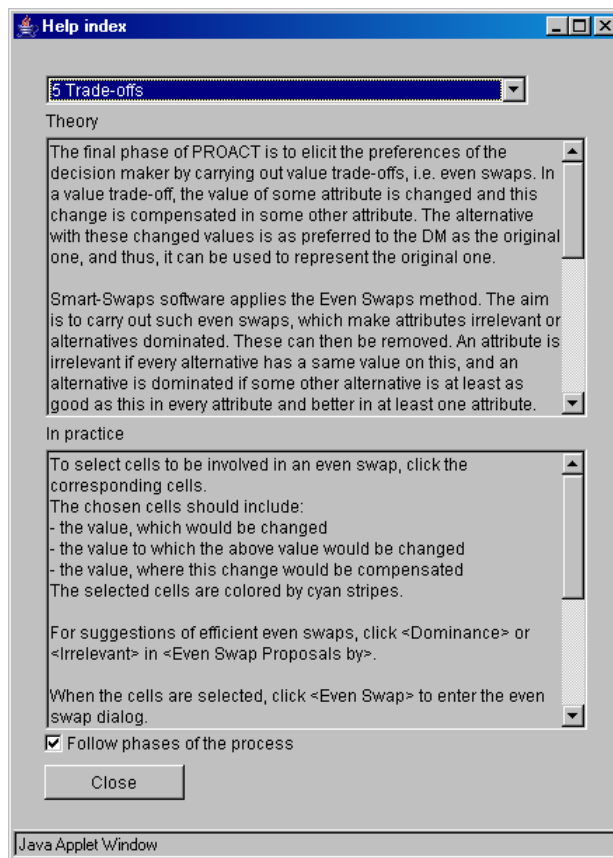 Help index
5 Trade-offs
Theory
The final phase of PROACT is to elicit the preferences of the
decision maker by carrying out value trade-offs, i.e. even swaps. In
a value trade-off, the value of some attribute is changed and this
change is compensated in some other attribute. The alternative
with these changed values is as preferred to the DM as the original
one, and thus, it can be used to represent the original one.
Smart-Swaps software applies the Even Swaps method. The aim
is to carry out such even swaps, which make attributes irrelevant or
alternatives dominated. These can then be removed. An attribute is
irrelevant if every alternative has a same value on this, and an
alternative is dominated if some other alternative is at least as
good as this in every attribute and better in at least one attribute.
In practice
To select cells to be involved in an even swap, click the
corresponding cells.
The chosen cells should include:
- the value, which would be changed
- the value to which the above value would be changed
- the value, where this change would be compensated
The selected cells are colored by cyan stripes.
For suggestions of efficient even swaps, click <Dominance> or
<Irrelevant> in <Even Swap Proposals by>.
When the cells are selected, click <Even Swap> to enter the even
swap dialog.
Follow phases of the process
Close
Java Applet Window